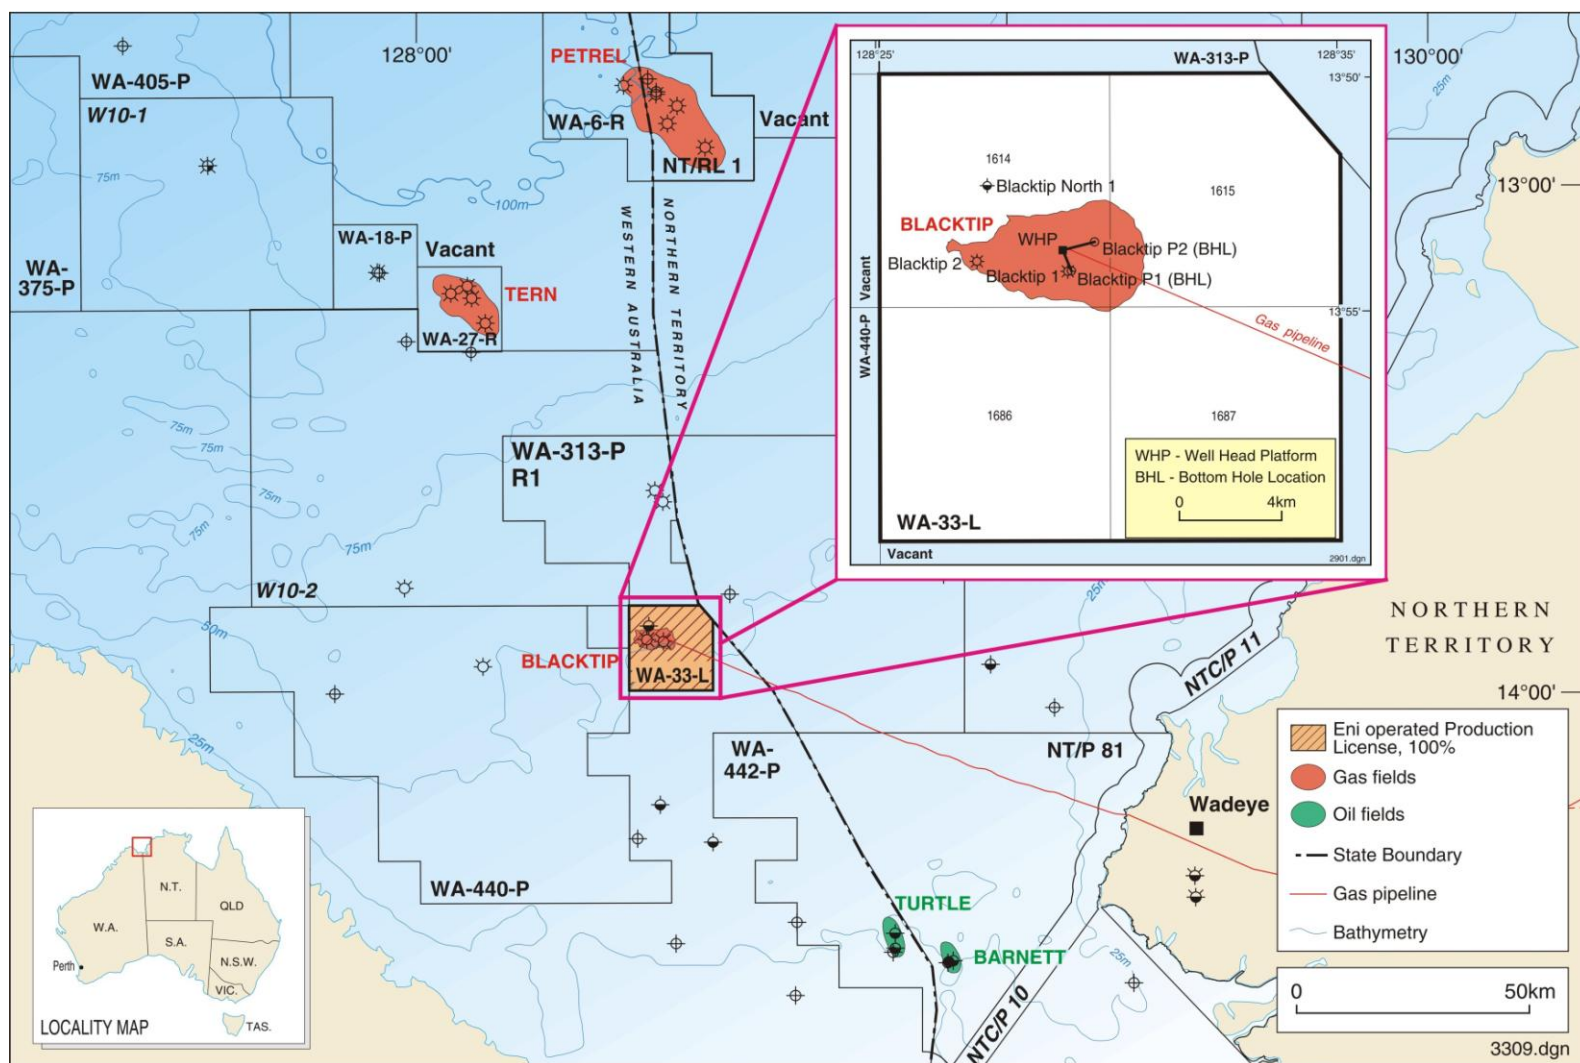 128°00'
130°00'
WA-405-P
W10-1
75m
100m
PETREL
WA-6-R
Vacant
NT/RL 1
25m
13°00'
WA-18-P
Vacant
WA-
375-P
TERN
WA-27-R
WESTERN AUSTRALIA
NORTHERN TERRITORY
75m
75m
75m
75m
WA-313-P
R1
W10-2
50m
25m
BLACKTIP
WA-33-L
WA-
442-P
NT/P 81
WA-440-P
TURTLE
BARNETT
25m
25m
NTC/P 10
NTC/P 11
NORTHERN
TERRITORY
14°00'
Wadeye
128°25'
WA-313-P
128°35'
13°50'
1614
Blacktip North 1
1615
BLACKTIP
WHP
Blacktip P2 (BHL)
Blacktip 2
Blacktip 1
Blacktip P1 (BHL)
Vacant
WA-440-P
13°55'
Gas pipeline
1686
1687
WHP - Well Head Platform
BHL - Bottom Hole Location
0 4km
WA-33-L
Vacant
2901.dgn
Eni operated Production
License, 100%
Gas fields
Oil fields
State Boundary
Gas pipeline
Bathymetry
0 50km
3309.dgn
W.A.
N.T.
QLD
S.A.
N.S.W.
VIC.
TAS.
Perth
LOCALITY MAP